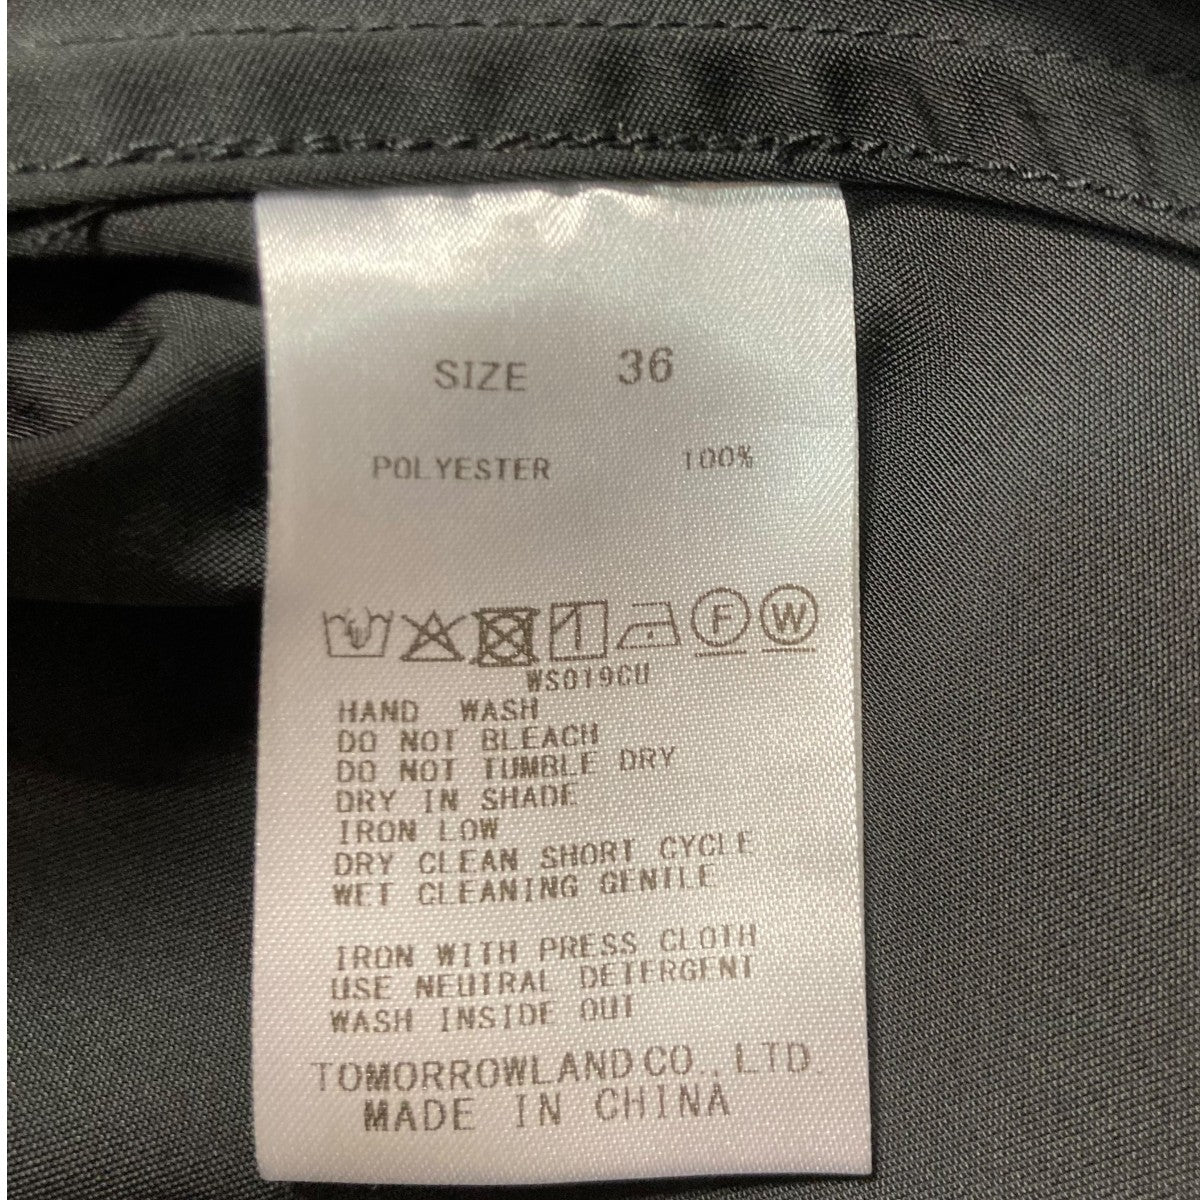 SIZE 36
POLYESTER 100%
F W
WS019CU
HAND WASH
DO NOT BLEACH
DO NOT TUMBLE DRY
DRY IN SHADE
IRON LOW
DRY CLEAN SHORT CYCLE
WET CLEANING GENTLE
IRON WITH PRESS CLOTH
USE NEUTRAL DETERGENT
WASH INSIDE OUT
TOMORROWLAND CO., LTD.
MADE IN CHINA